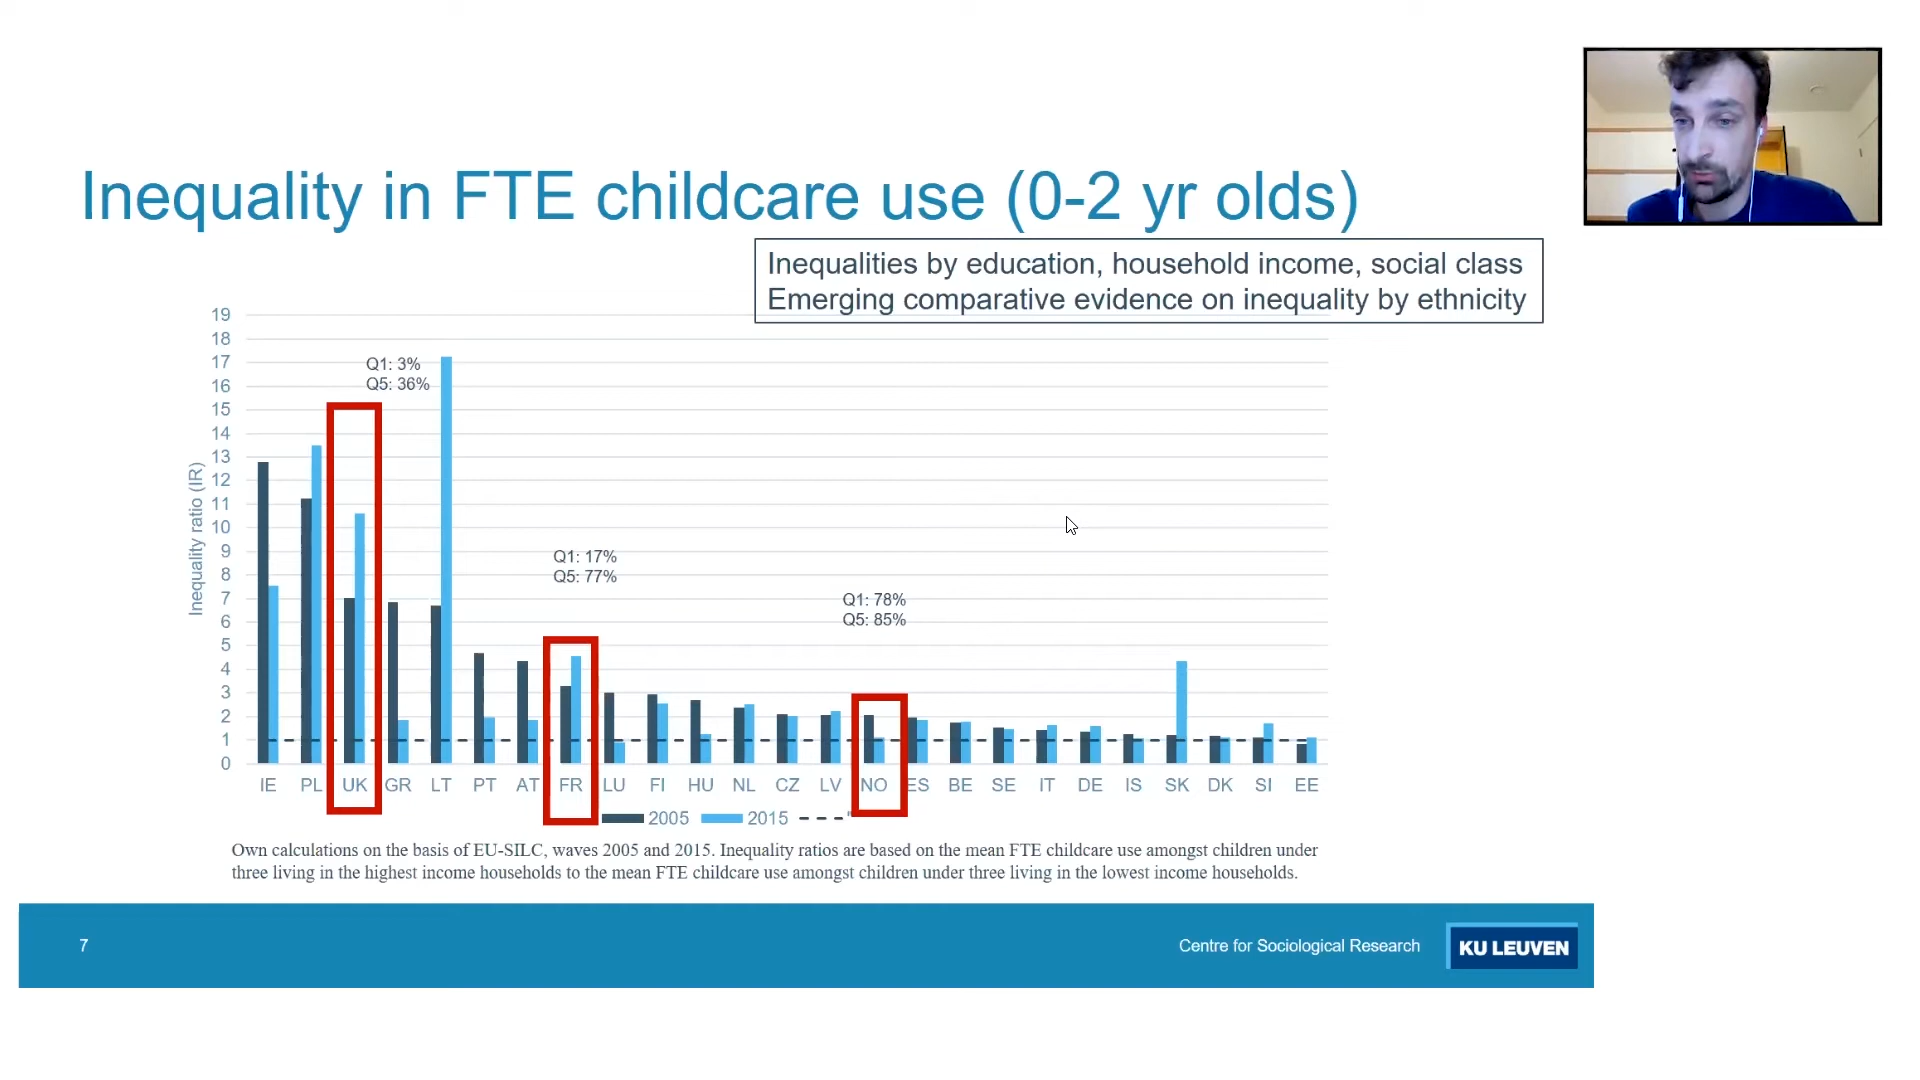 Inequality in FTE childcare use (0-2 yr olds)
Inequalities by education, household income, social class
Emerging comparative evidence on inequality by ethnicity
19
18
17
16
15
14
13
12
11
10
9
8
7
6
5
4
3
2
1
0
Inequality ratio (IR)
Q1: 3%
Q5: 36%
Q1: 17%
Q5: 77%
Q1: 78%
Q5: 85%
IE PL UK GR LT PT AT FR LU FI HU NL CZ LV NO ES BE SE IT DE IS SK DK SI EE
2005 2015
Own calculations on the basis of EU-SILC, waves 2005 and 2015. Inequality ratios are based on the mean FTE childcare use amongst children under
three living in the highest income households to the mean FTE childcare use amongst children under three living in the lowest income households.
7
Centre for Sociological Research
KU LEUVEN